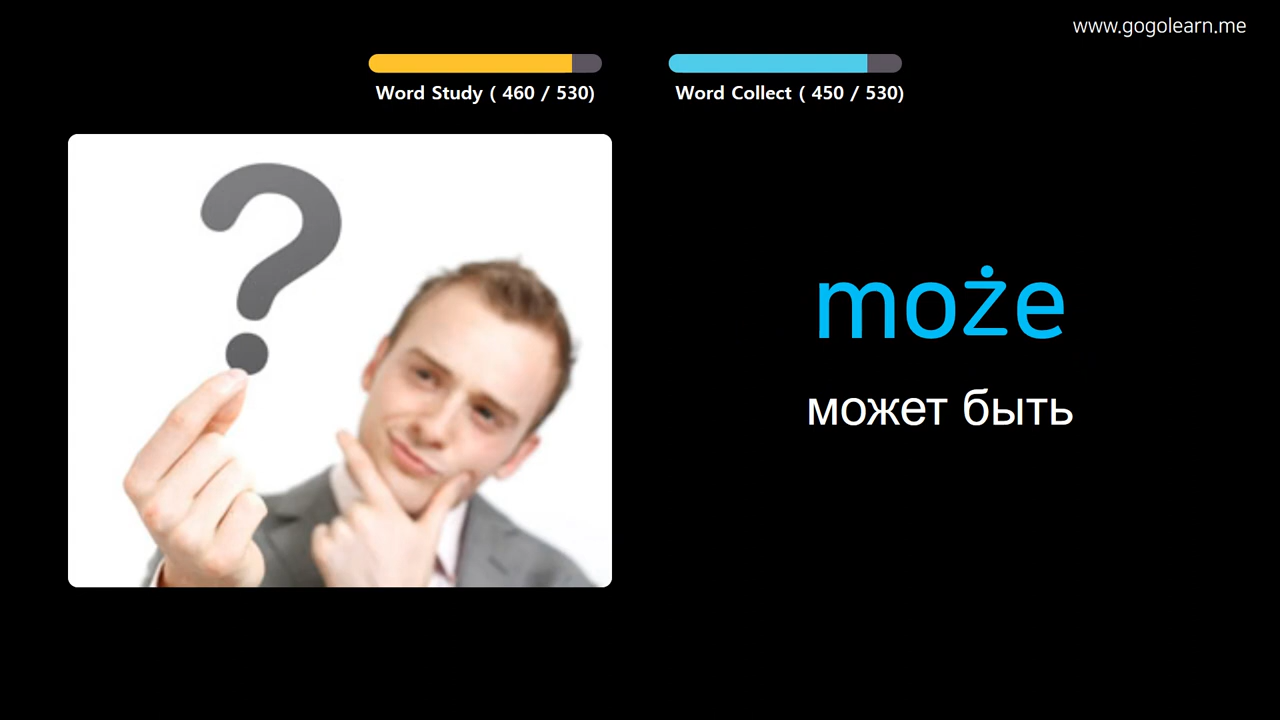 www.gogolearn.me
Word Study ( 460 / 530)
Word Collect ( 450 / 530)
?
może
может быть